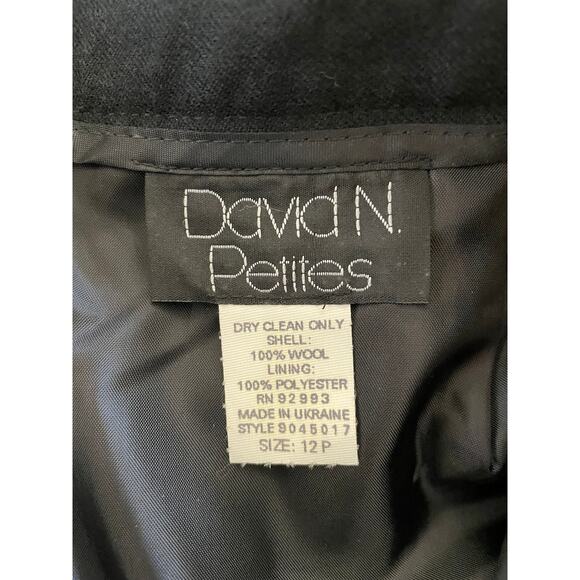 David N.
Petites
DRY CLEAN ONLY
SHELL:
100% WOOL
LINING:
100% POLYESTER
RN 92993
MADE IN UKRAINE
STYLE 9045017
SIZE: 12 P